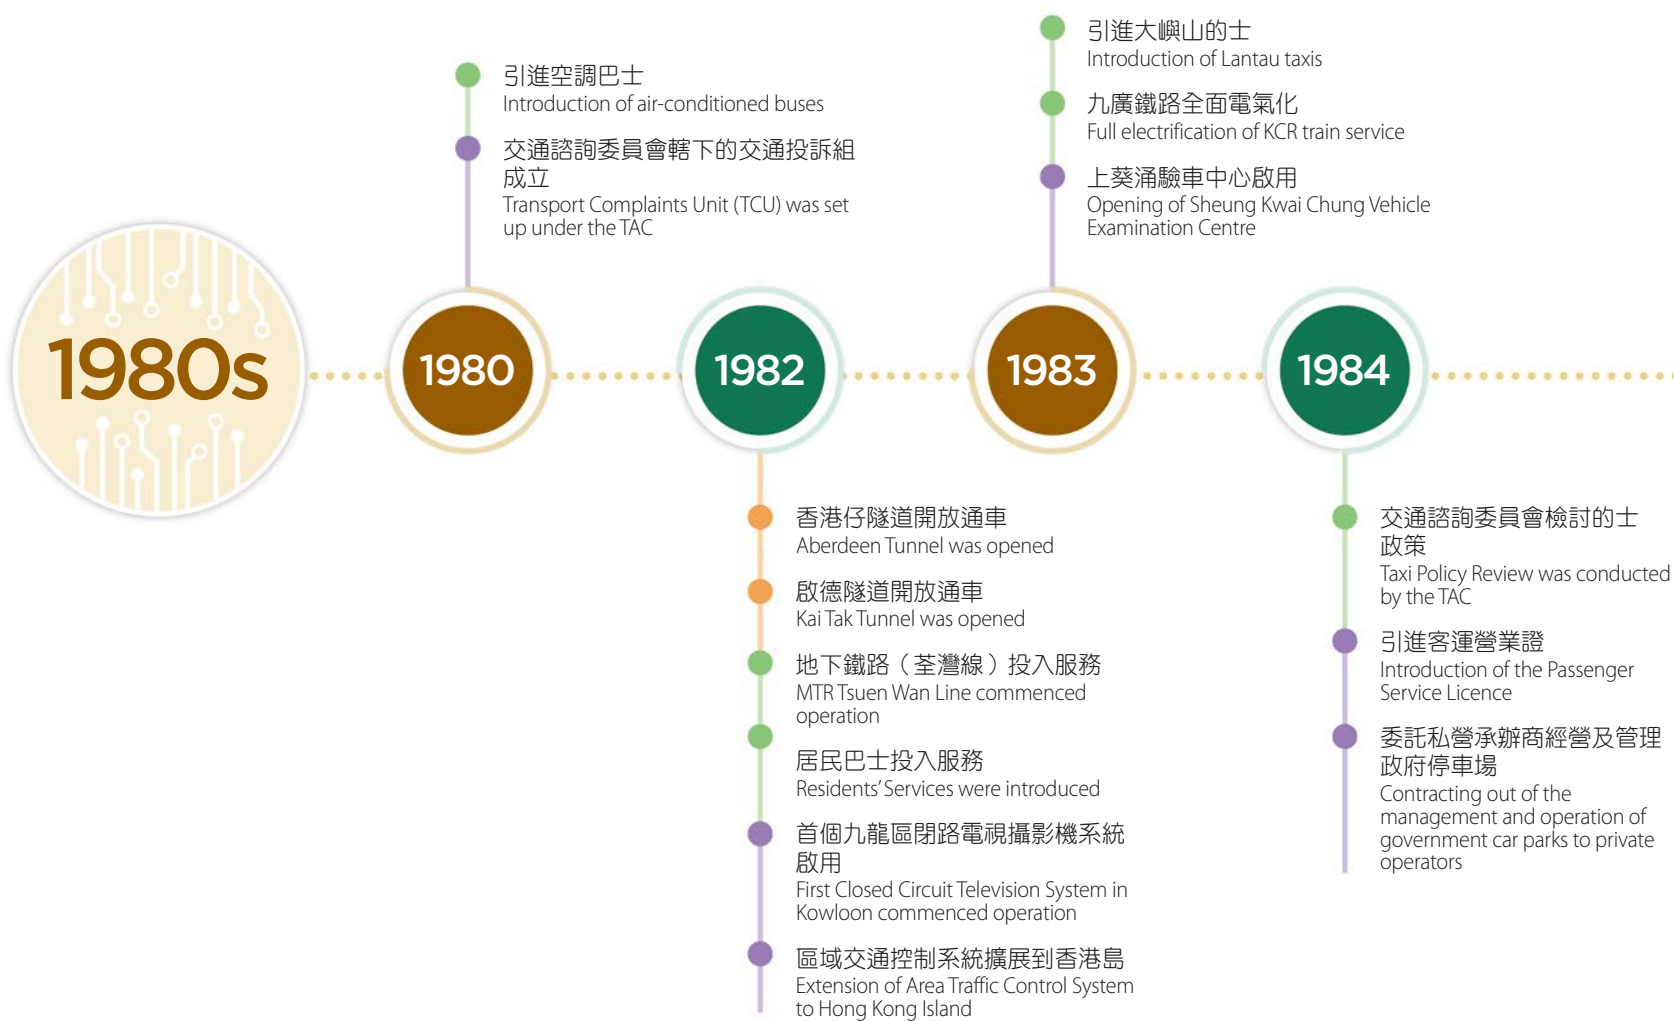 1980s
1980
引進空調巴士
Introduction of air-conditioned buses
交通諮詢委員會轄下的交通投訴組
成立
Transport Complaints Unit (TCU) was set
up under the TAC
1982
香港仔隧道開放通車
Aberdeen Tunnel was opened
啟德隧道開放通車
Kai Tak Tunnel was opened
地下鐵路（荃灣線）投入服務
MTR Tsuen Wan Line commenced
operation
居民巴士投入服務
Residents’ Services were introduced
首個九龍區閉路電視攝影機系統
啟用
First Closed Circuit Television System in
Kowloon commenced operation
區域交通控制系統擴展到香港島
Extension of Area Traffic Control System
to Hong Kong Island
1983
引進大嶼山的士
Introduction of Lantau taxis
九廣鐵路全面電氣化
Full electrification of KCR train service
上葵涌驗車中心啟用
Opening of Sheung Kwai Chung Vehicle
Examination Centre
1984
交通諮詢委員會檢討的士
政策
Taxi Policy Review was conducted
by the TAC
引進客運營業證
Introduction of the Passenger
Service Licence
委託私營承辦商經營及管理
政府停車場
Contracting out of the
management and operation of
government car parks to private
operators